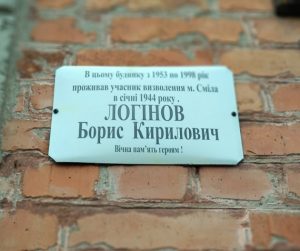 В цьому будинку з 1953 по 1998 рік
проживав учасник визволення м. Сміла
в січні 1944 року .
ЛОГІНОВ
Борис Кирилович
Вічна пам'ять героям !